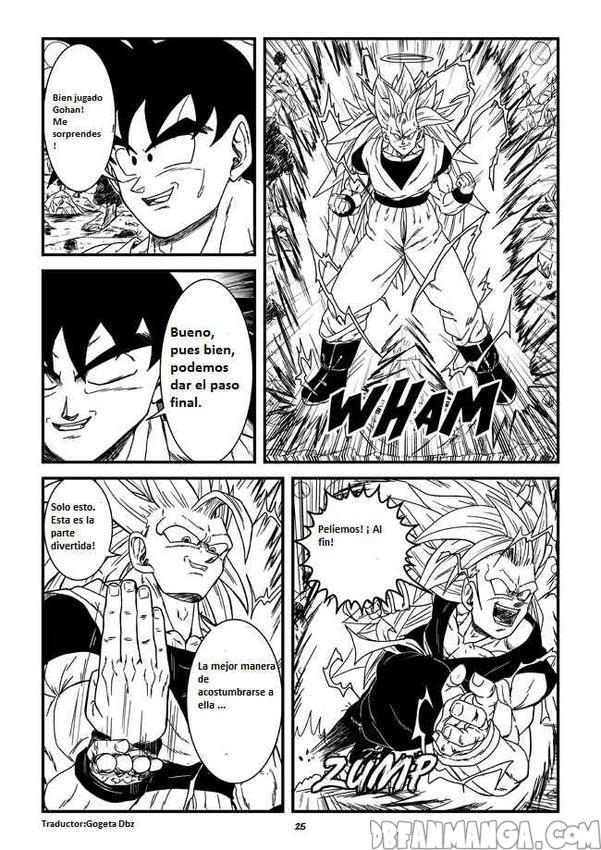 Bien jugado
Gohan!
Me
sorprendes
!
WHAM
Bueno,
pues bien,
podemos
dar el paso
final.
Solo esto.
Esta es la
parte
divertida!
La mejor manera
de
acostumbrarse a
ella ...
Peliemos! ¡ Al
fin!
ZUMP
Traductor:Gogeta Dbz
25
DBFANMANGA.COM